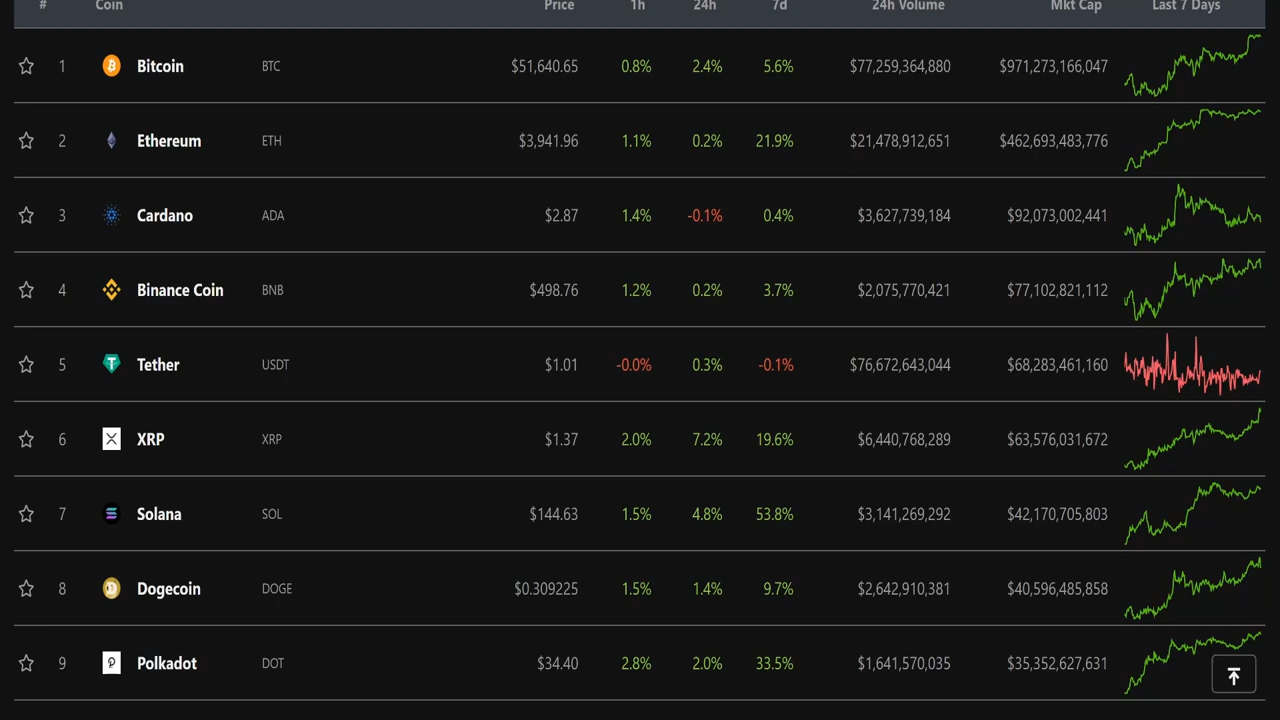 # Coin Price 1h 24h 7d 24h Volume Mkt Cap Last 7 Days
1 Bitcoin BTC $51,640.65 0.8% 2.4% 5.6% $77,259,364,880 $971,273,166,047
2 Ethereum ETH $3,941.96 1.1% 0.2% 21.9% $21,478,912,651 $462,693,483,776
3 Cardano ADA $2.87 1.4% -0.1% 0.4% $3,627,739,184 $92,073,002,441
4 Binance Coin BNB $498.76 1.2% 0.2% 3.7% $2,075,770,421 $77,102,821,112
5 Tether USDT $1.01 -0.0% 0.3% -0.1% $76,672,643,044 $68,283,461,160
6 XRP XRP $1.37 2.0% 7.2% 19.6% $6,440,768,289 $63,576,031,672
7 Solana SOL $144.63 1.5% 4.8% 53.8% $3,141,269,292 $42,170,705,803
8 Dogecoin DOGE $0.309225 1.5% 1.4% 9.7% $2,642,910,381 $40,596,485,858
9 Polkadot DOT $34.40 2.8% 2.0% 33.5% $1,641,570,035 $35,352,627,631